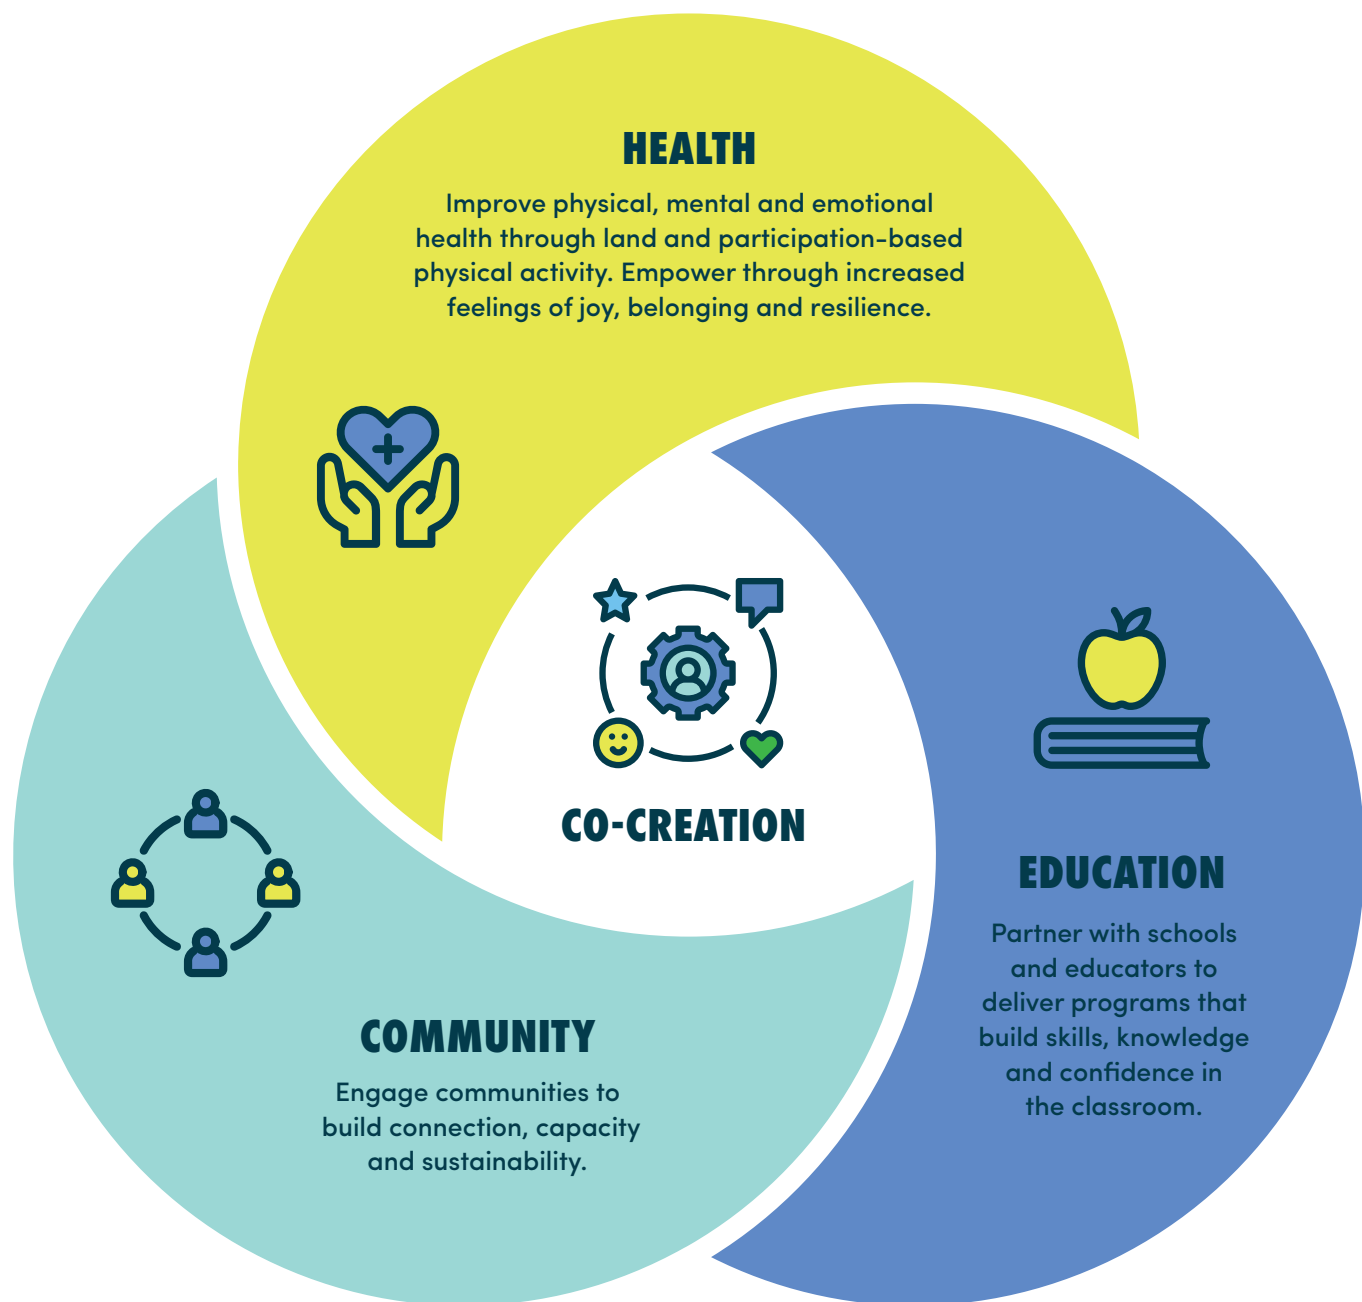 HEALTH
Improve physical, mental and emotional
health through land and participation-based
physical activity. Empower through increased
feelings of joy, belonging and resilience.
CO-CREATION
EDUCATION
Partner with schools
and educators to
deliver programs that
build skills, knowledge
and confidence in
the classroom.
COMMUNITY
Engage communities to
build connection, capacity
and sustainability.